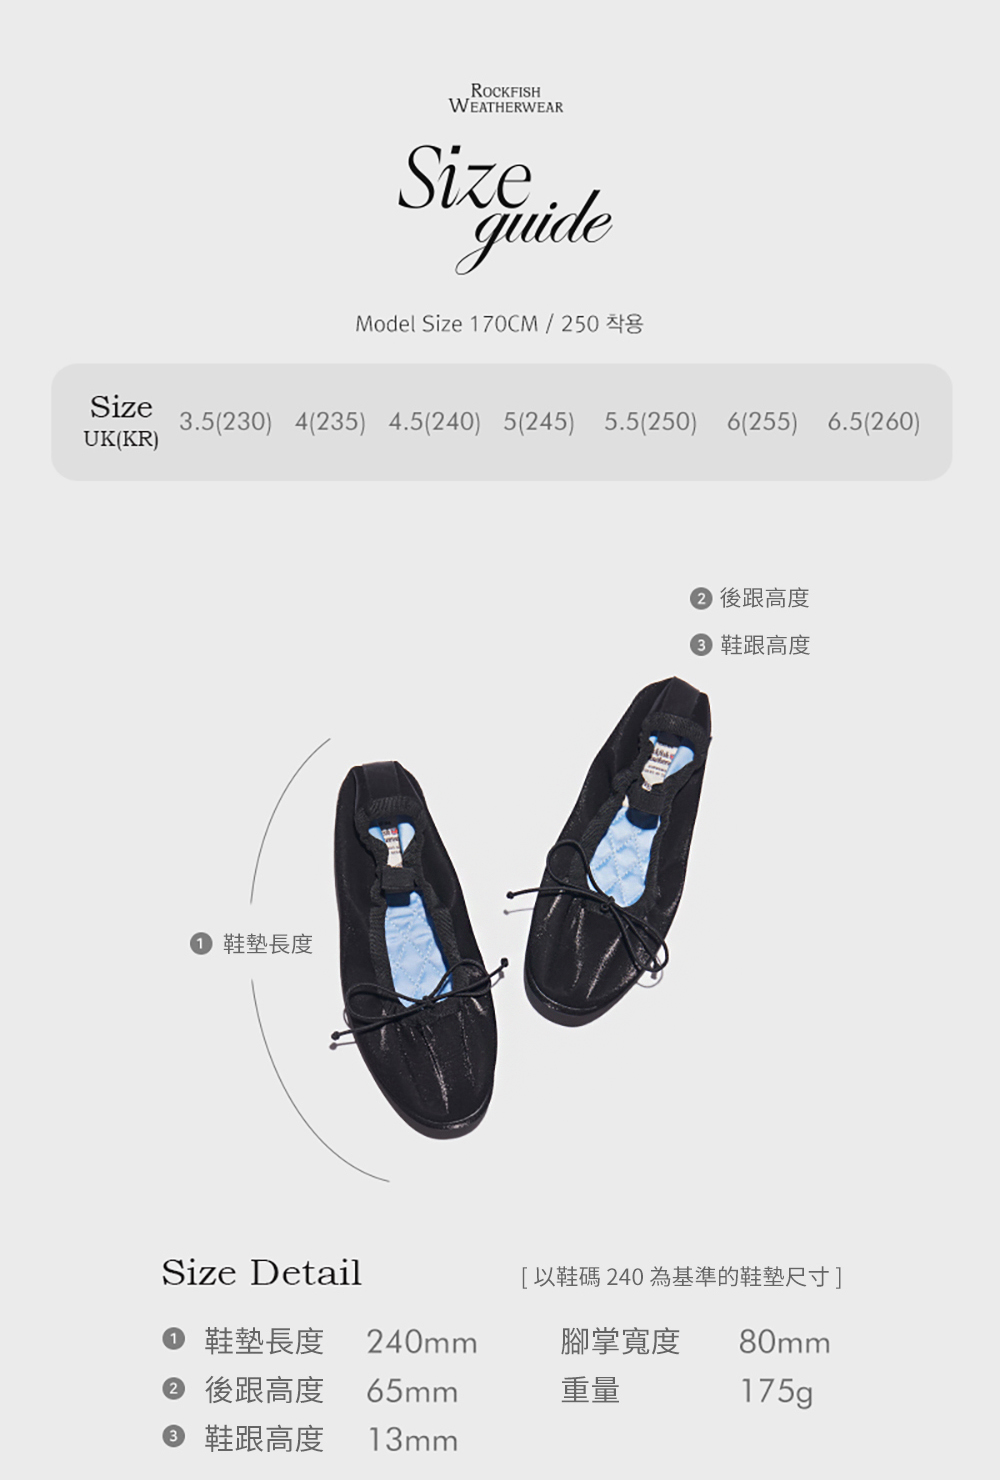 ROCKFISH
WEATHERWEAR
Size
guide
Model Size 170CM / 250 착용
Size
UK(KR)
3.5(230) 4(235) 4.5(240) 5(245) 5.5(250) 6(255) 6.5(260)
2 後跟高度
3 鞋跟高度
1 鞋墊長度
Size Detail
[ 以鞋碼 240 為基準的鞋墊尺寸 ]
1 鞋墊長度 240mm 腳掌寬度 80mm
2 後跟高度 65mm 重量 175g
3 鞋跟高度 13mm